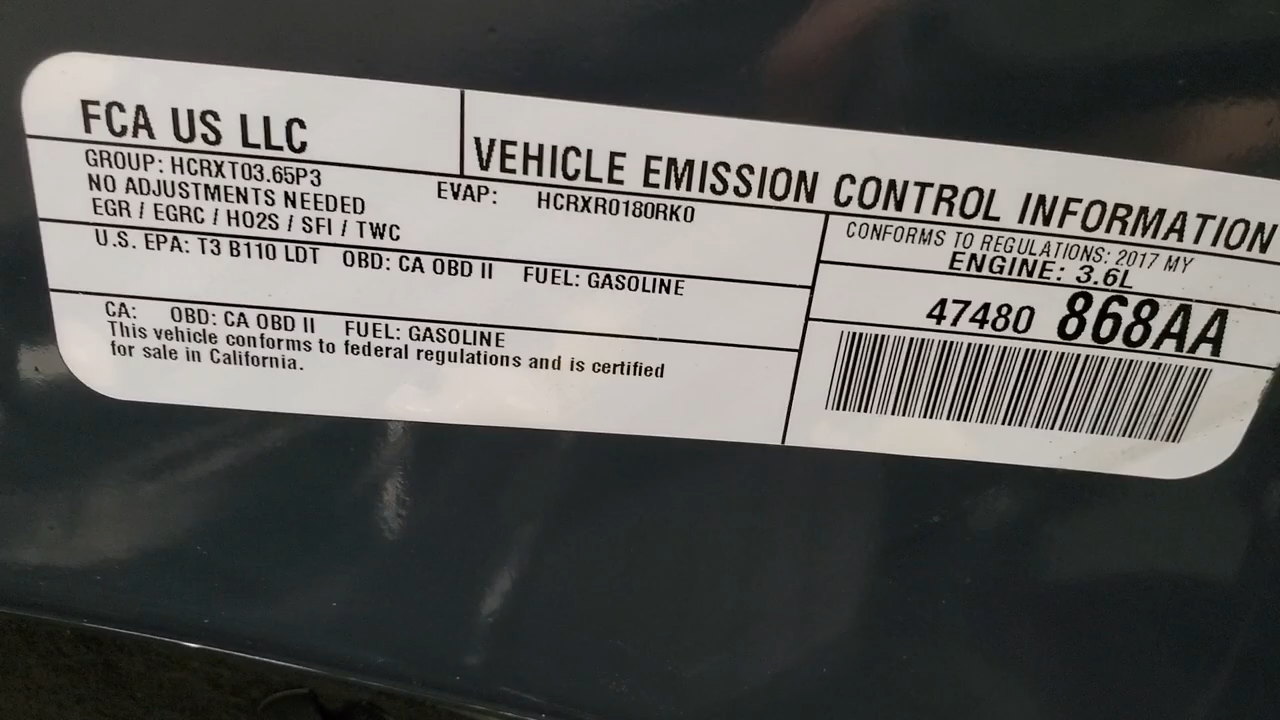 FCA US LLC
VEHICLE EMISSION CONTROL INFORMATION
GROUP: HCRXT03.65P3
EVAP: HCRXR0180RK0
NO ADJUSTMENTS NEEDED
EGR / EGRC / HO2S / SFI / TWC
U.S. EPA: T3 B110 LDT OBD: CA OBD II FUEL: GASOLINE
CA: OBD: CA OBD II FUEL: GASOLINE
This vehicle conforms to federal regulations and is certified
for sale in California.
CONFORMS TO REGULATIONS: 2017 MY
ENGINE: 3.6L
47480 868AA